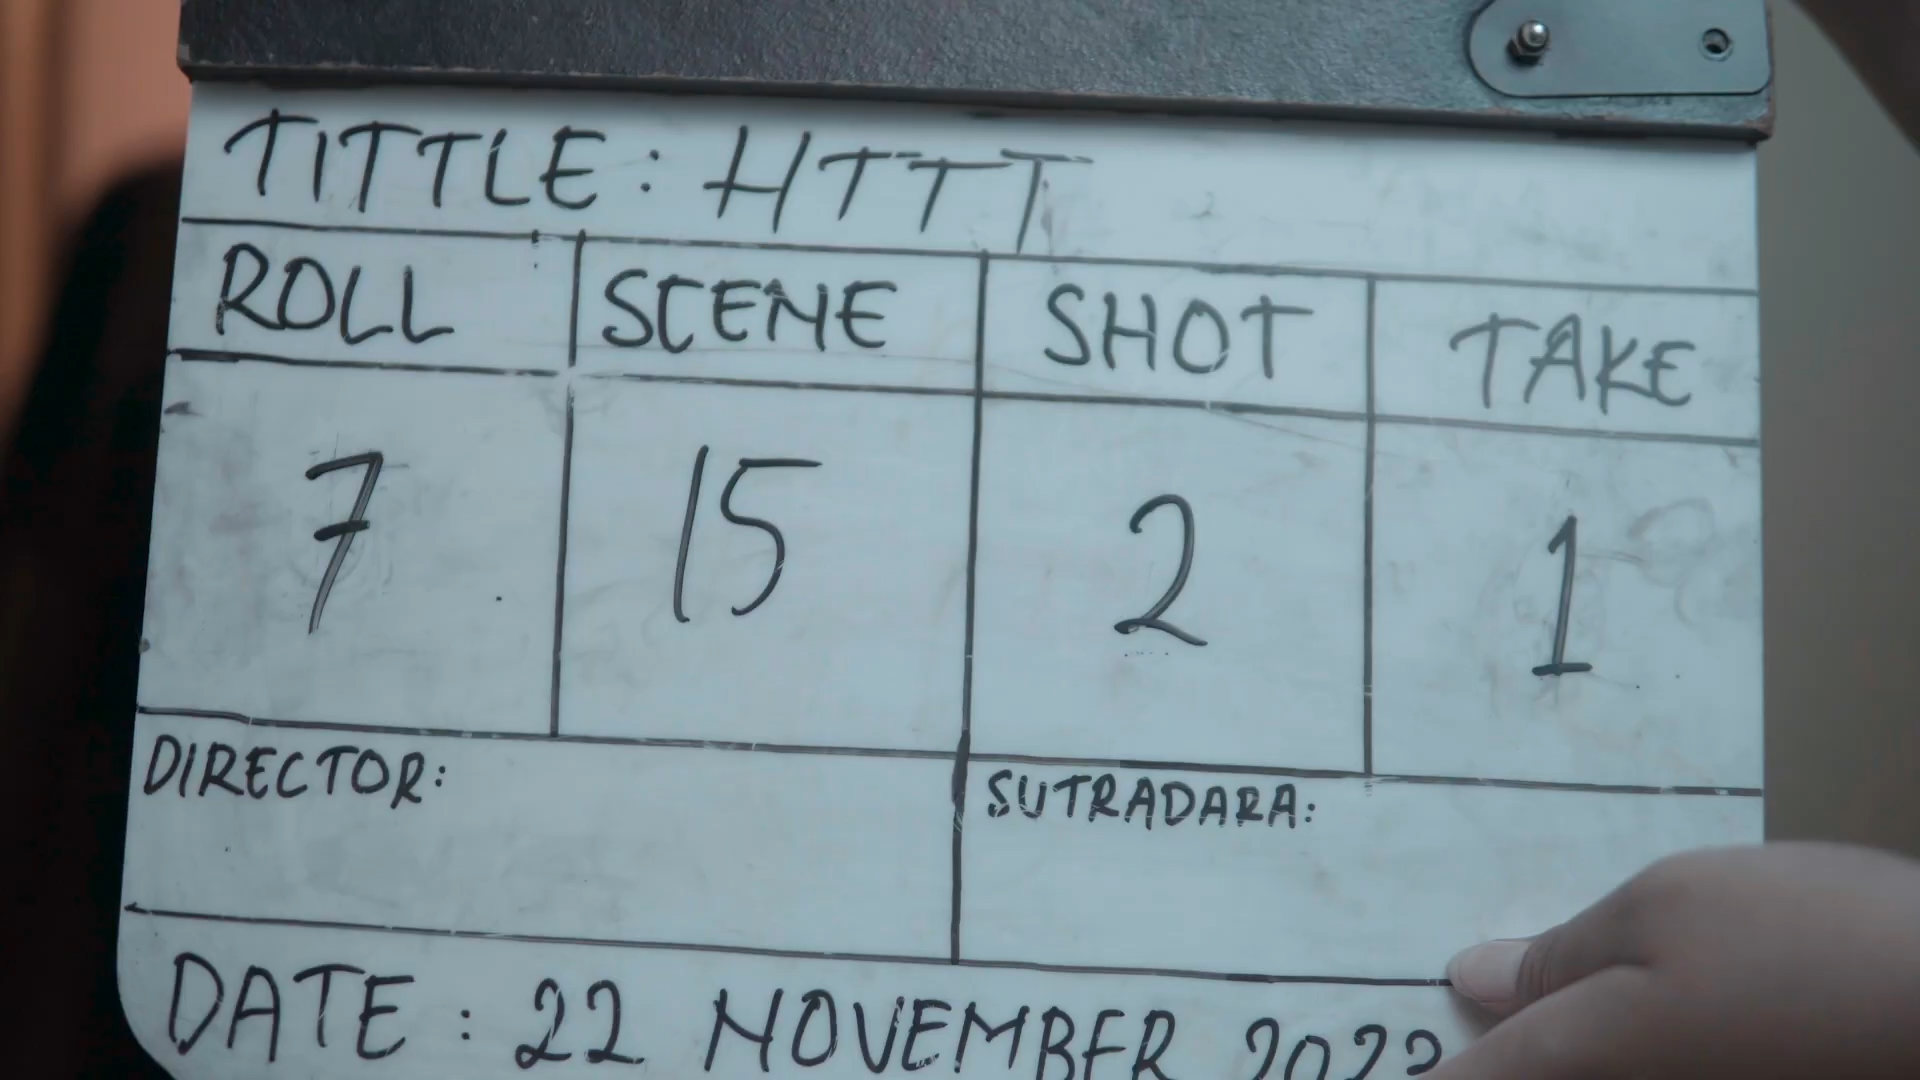 TITTLE: HTTT
ROLL SCENE SHOT TAKE
7 15 2 1
DIRECTOR: SUTRADARA:
DATE: 22 NOVEMBER